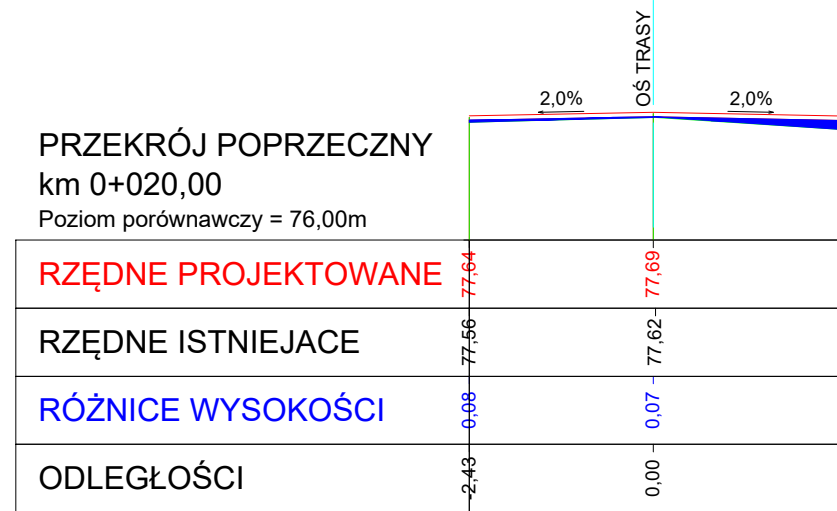 OŚ TRASY
2,0% 2,0%
PRZEKRÓJ POPRZECZNY
km 0+020,00
Poziom porównawczy = 76,00m
RZĘDNE PROJEKTOWANE 77,64 77,69
RZĘDNE ISTNIEJACE 77,56 77,62
RÓŻNICE WYSOKOŚCI 0,08 0,07
ODLEGŁOŚCI -2,43 0,00